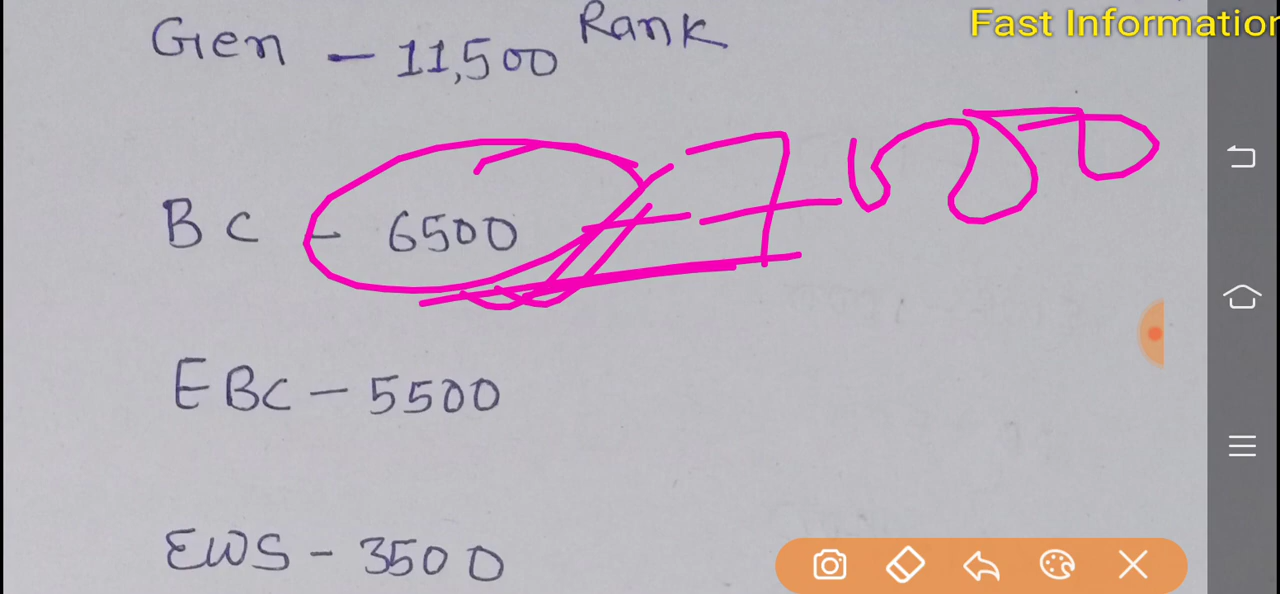 Fast Information
Gen - 11,500 Rank
BC - 6500 - 7000
EBC - 5500
EWS - 3500